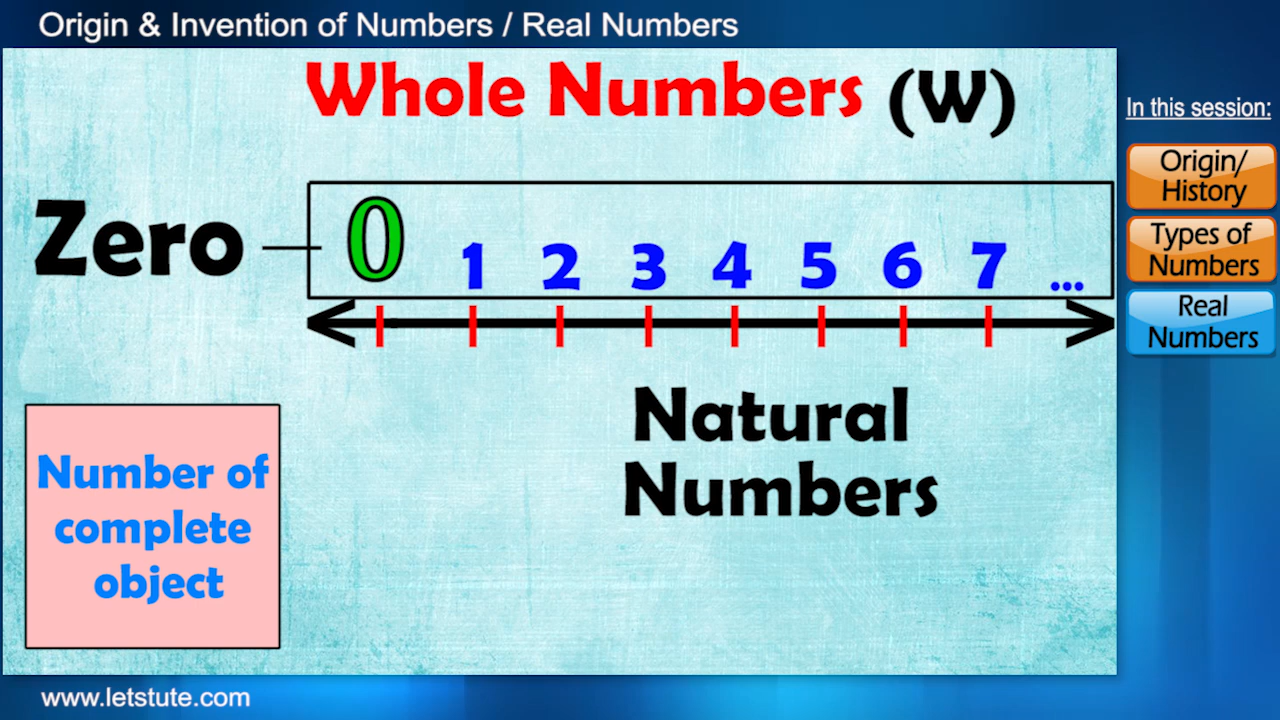 Origin & Invention of Numbers / Real Numbers
Whole Numbers (W)
In this session:
Origin/
History
Types of
Numbers
Real
Numbers
Zero
0 1 2 3 4 5 6 7 ...
Natural
Numbers
Number of
complete
object
www.letstute.com